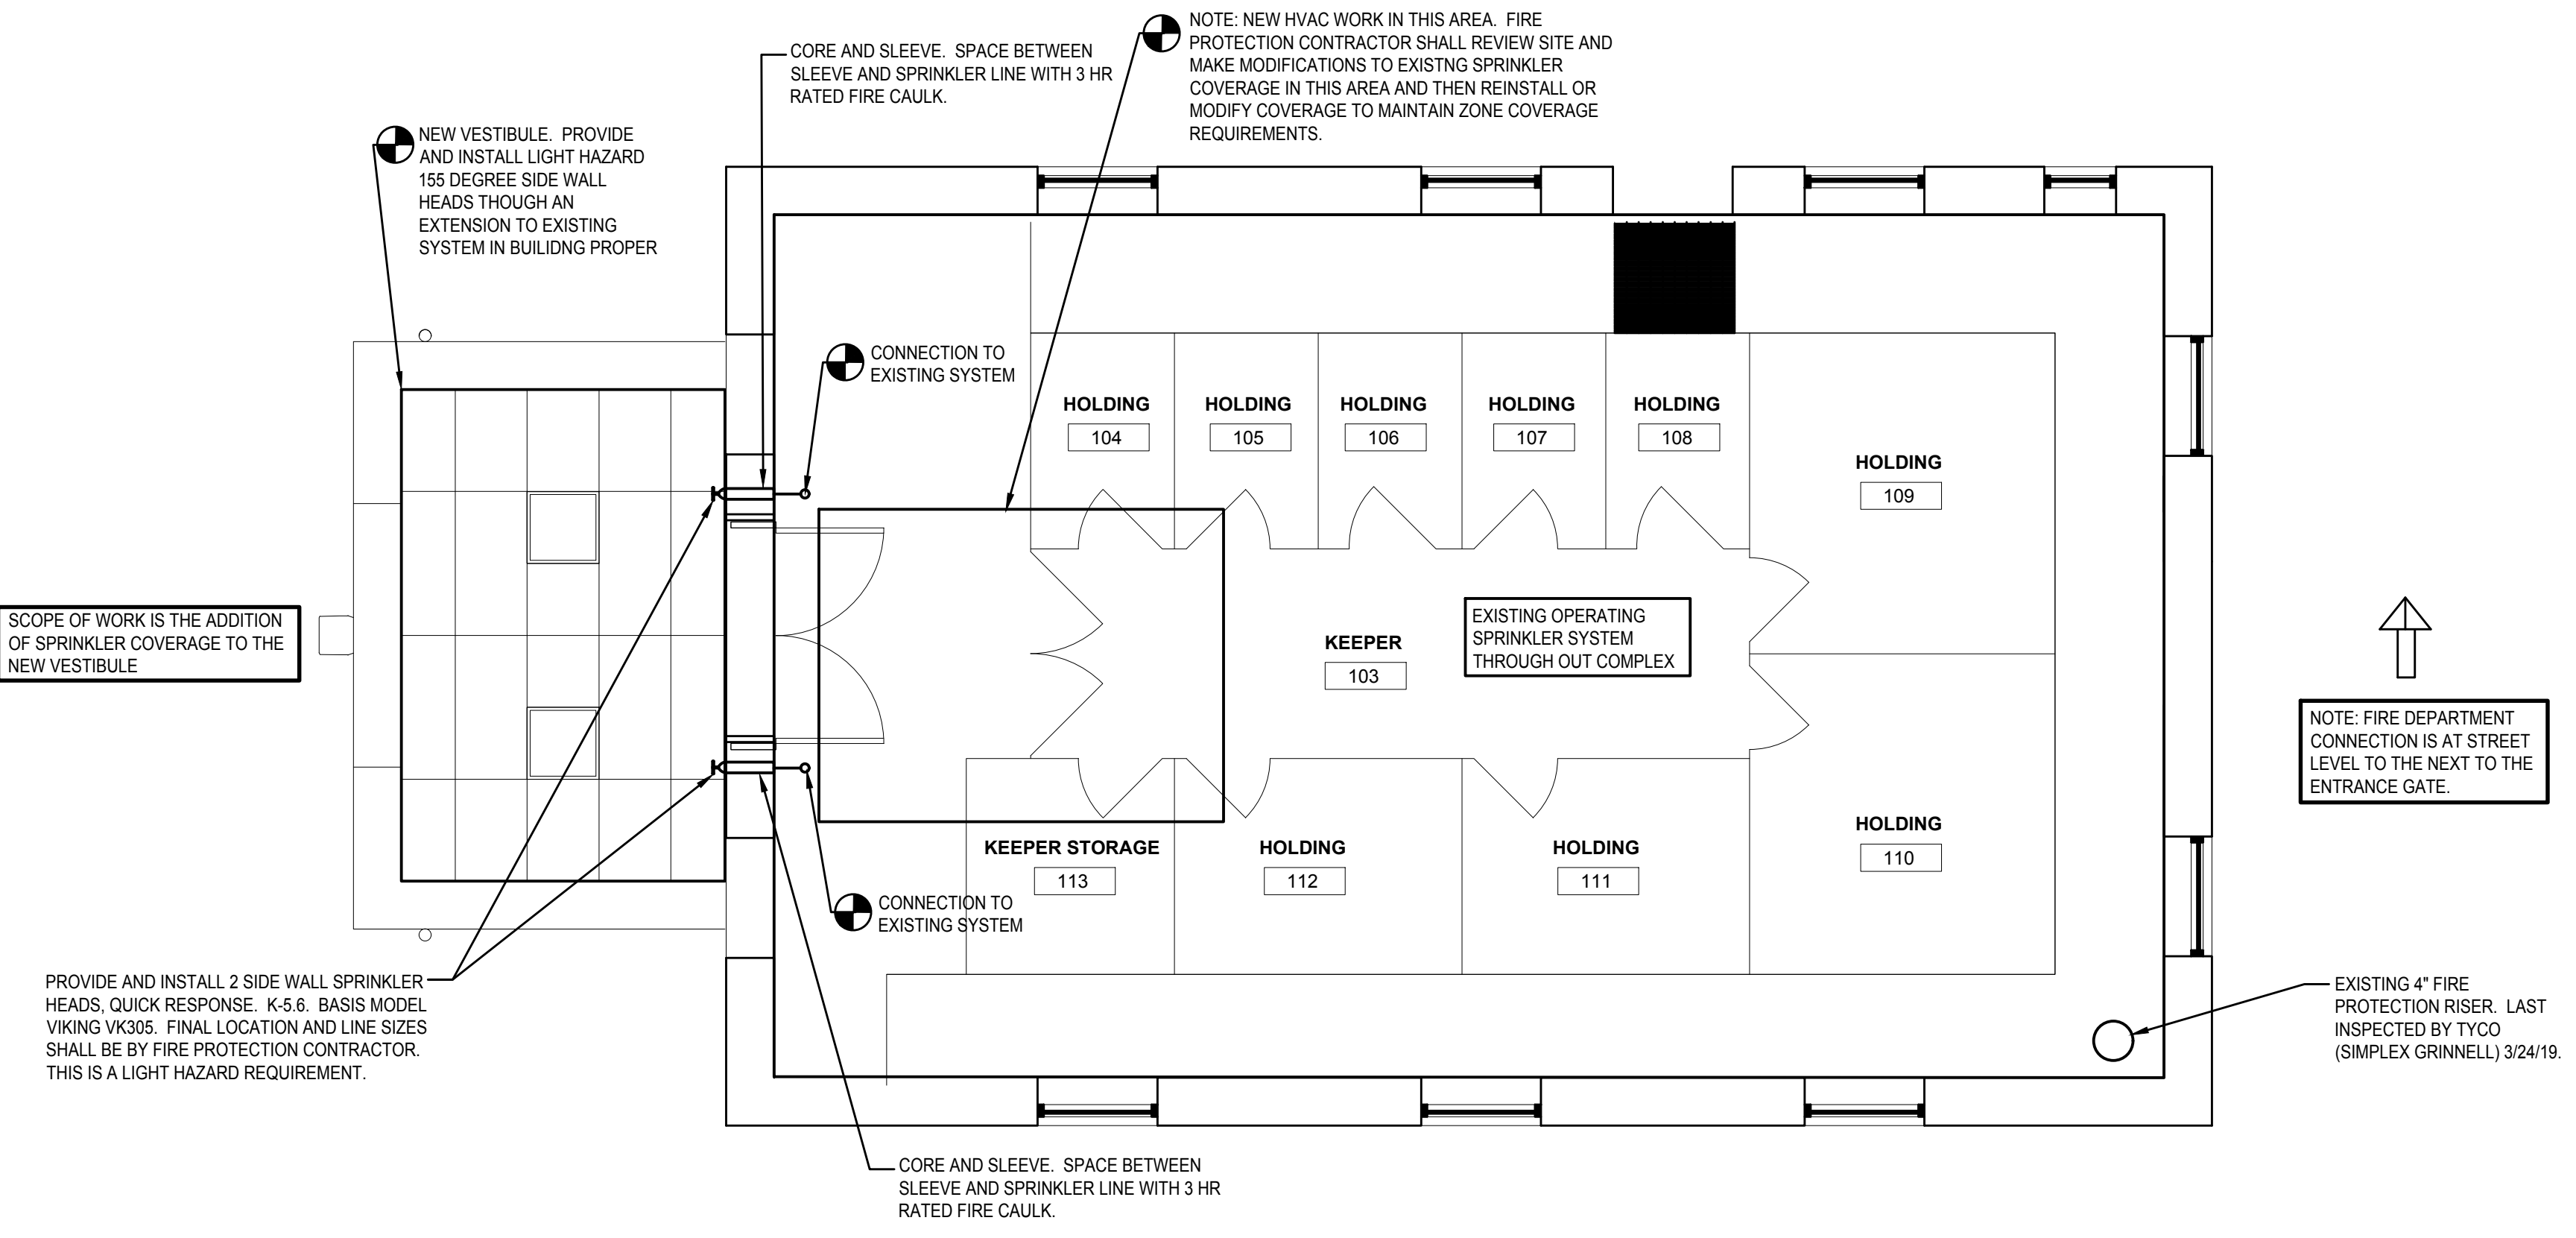 NOTE: NEW HVAC WORK IN THIS AREA. FIRE
PROTECTION CONTRACTOR SHALL REVIEW SITE AND
MAKE MODIFICATIONS TO EXISTNG SPRINKLER
COVERAGE IN THIS AREA AND THEN REINSTALL OR
MODIFY COVERAGE TO MAINTAIN ZONE COVERAGE
REQUIREMENTS.
CORE AND SLEEVE. SPACE BETWEEN
SLEEVE AND SPRINKLER LINE WITH 3 HR
RATED FIRE CAULK.
NEW VESTIBULE. PROVIDE
AND INSTALL LIGHT HAZARD
155 DEGREE SIDE WALL
HEADS THOUGH AN
EXTENSION TO EXISTING
SYSTEM IN BUILIDNG PROPER
CONNECTION TO
EXISTING SYSTEM
HOLDING
104
HOLDING
105
HOLDING
106
HOLDING
107
HOLDING
108
HOLDING
109
SCOPE OF WORK IS THE ADDITION
OF SPRINKLER COVERAGE TO THE
NEW VESTIBULE
KEEPER
103
EXISTING OPERATING
SPRINKLER SYSTEM
THROUGH OUT COMPLEX
NOTE: FIRE DEPARTMENT
CONNECTION IS AT STREET
LEVEL TO THE NEXT TO THE
ENTRANCE GATE.
KEEPER STORAGE
113
HOLDING
112
HOLDING
111
HOLDING
110
CONNECTION TO
EXISTING SYSTEM
PROVIDE AND INSTALL 2 SIDE WALL SPRINKLER
HEADS, QUICK RESPONSE. K-5.6. BASIS MODEL
VIKING VK305. FINAL LOCATION AND LINE SIZES
SHALL BE BY FIRE PROTECTION CONTRACTOR.
THIS IS A LIGHT HAZARD REQUIREMENT.
EXISTING 4" FIRE
PROTECTION RISER. LAST
INSPECTED BY TYCO
(SIMPLEX GRINNELL) 3/24/19.
CORE AND SLEEVE. SPACE BETWEEN
SLEEVE AND SPRINKLER LINE WITH 3 HR
RATED FIRE CAULK.